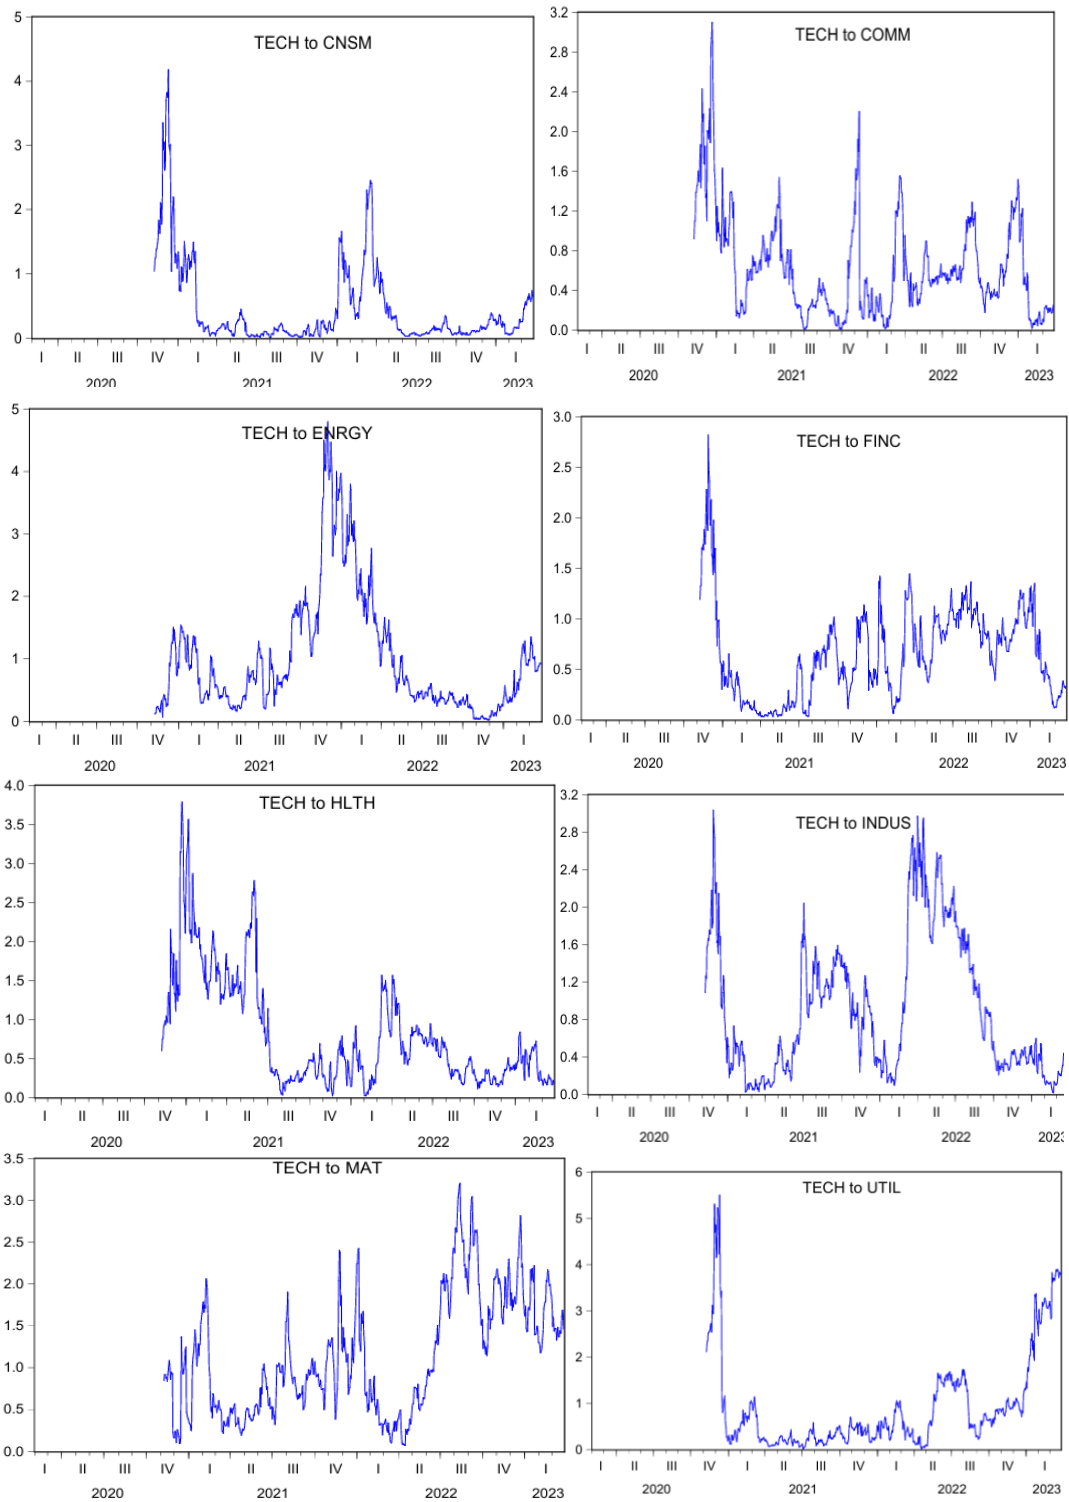 TECH to CNSM
5
4
3
2
1
0
I II III IV I II III IV I II III IV I
2020 2021 2022 2023
TECH to COMM
3.2
2.8
2.4
2.0
1.6
1.2
0.8
0.4
0.0
I II III IV I II III IV I II III IV I
2020 2021 2022 2023
TECH to ENRGY
5
4
3
2
1
0
I II III IV I II III IV I II III IV I
2020 2021 2022 2023
TECH to FINC
3.0
2.5
2.0
1.5
1.0
0.5
0.0
I II III IV I II III IV I II III IV I
2020 2021 2022 2023
TECH to HLTH
4.0
3.5
3.0
2.5
2.0
1.5
1.0
0.5
0.0
I II III IV I II III IV I II III IV I
2020 2021 2022 2023
TECH to INDUS
3.2
2.8
2.4
2.0
1.6
1.2
0.8
0.4
0.0
I II III IV I II III IV I II III IV I
2020 2021 2022 2023
TECH to MAT
3.5
3.0
2.5
2.0
1.5
1.0
0.5
0.0
I II III IV I II III IV I II III IV I
2020 2021 2022 2023
TECH to UTIL
6
5
4
3
2
1
0
I II III IV I II III IV I II III IV I
2020 2021 2022 2023